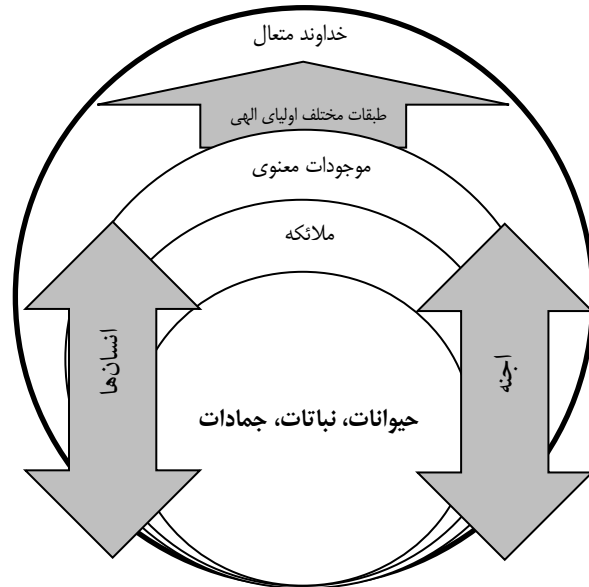 خداوند متعال
طبقات مختلف اولیای الهی
موجودات معنوی
ملائکه
انسان‌ها
اجنه
حیوانات، نباتات، جمادات